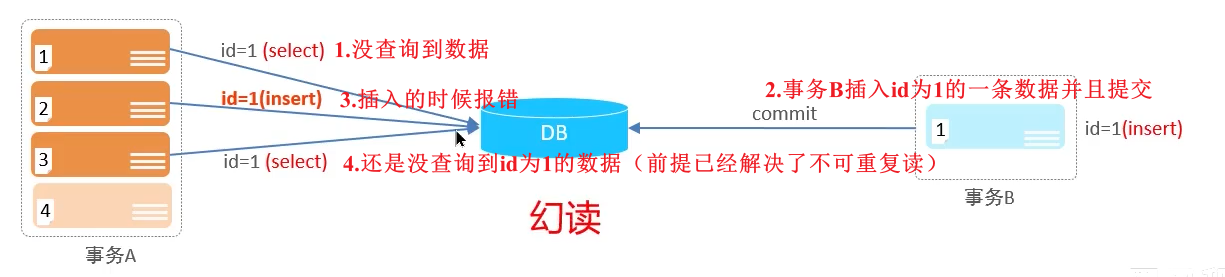 1
id=1 (select) 1.没查询到数据
2
id=1(insert) 3.插入的时候报错
3
id=1 (select) 4.还是没查询到id为1的数据（前提已经解决了不可重复读）
4
事务A
DB
幻读
2.事务B插入id为1的一条数据并且提交
commit
1
id=1(insert)
事务B